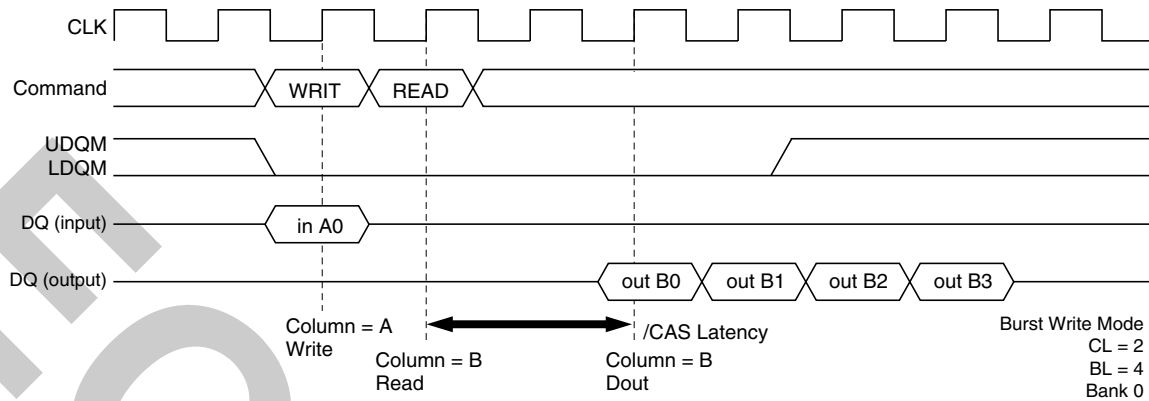 CLK
Command
WRIT
READ
UDQM
LDQM
DQ (input)
in A0
DQ (output)
out B0
out B1
out B2
out B3
Column = A
Write
/CAS Latency
Column = B
Read
Column = B
Dout
Burst Write Mode
CL = 2
BL = 4
Bank 0